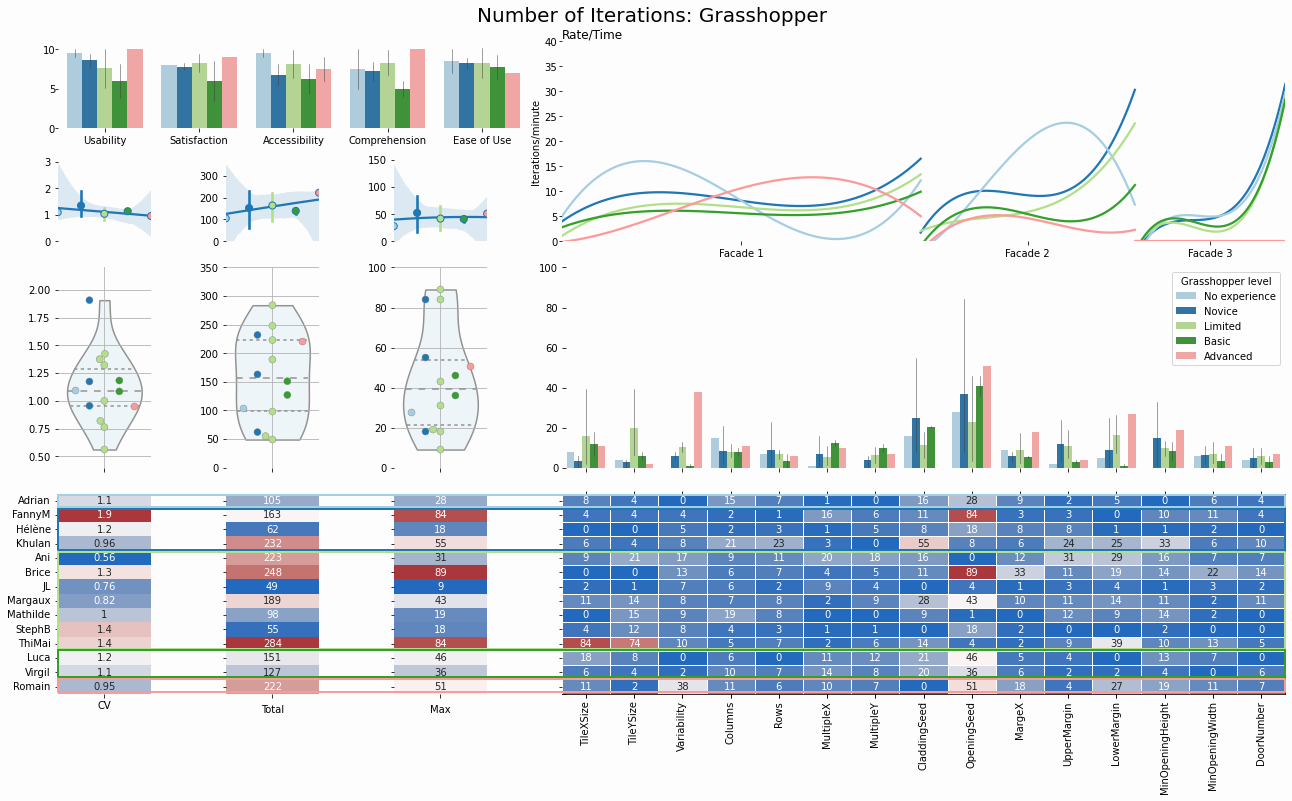 Number of Iterations: Grasshopper
10
5
0
Usability
Satisfaction
Accessibility
Comprehension
Ease of Use
Rate/Time
Iterations/minute
40
35
30
25
20
15
10
5
0
Facade 1
Facade 2
Facade 3
3
2
1
0
300
200
100
0
150
100
50
0
2.00
1.75
1.50
1.25
1.00
0.75
0.50
350
300
250
200
150
100
50
0
100
80
60
40
20
0
100
80
60
40
20
0
Grasshopper level
No experience
Novice
Limited
Basic
Advanced
Adrian 1.1 105 28 8 4 0 15 7 1 0 16 28 9 2 5 0 6 4
FannyM 1.9 163 84 4 4 4 2 1 16 6 11 84 3 3 0 10 11 4
Hélène 1.2 62 18 0 0 5 2 3 1 5 8 18 8 8 1 1 2 0
Khulan 0.96 232 55 6 4 8 21 23 3 0 55 8 6 24 25 33 6 10
Ani 0.56 223 31 9 21 17 9 11 20 18 16 0 12 31 29 16 7 7
Brice 1.3 248 89 0 0 13 6 7 4 5 11 89 33 11 19 14 22 14
JL 0.76 49 9 2 1 7 6 2 9 4 0 4 1 3 4 1 3 2
Margaux 0.82 189 43 11 14 8 7 8 2 9 28 43 10 11 14 11 2 11
Mathilde 1 98 19 0 15 9 19 8 0 0 9 1 0 12 9 14 2 0
StephB 1.4 55 18 4 12 8 4 3 1 1 0 18 2 0 0 2 0 0
ThiMai 1.4 284 84 84 74 10 5 7 2 6 14 4 2 9 39 10 13 5
Luca 1.2 151 46 18 8 0 6 0 11 12 21 46 5 4 0 13 7 0
Virgil 1.1 127 36 6 4 2 10 7 14 8 20 36 6 2 2 4 0 6
Romain 0.95 222 51 11 2 38 11 6 10 7 0 51 18 4 27 19 11 7
CV
Total
Max
TileXSize
TileYSize
Variability
Columns
Rows
MultipleX
MultipleY
CladdingSeed
OpeningSeed
MargeX
UpperMargin
LowerMargin
MinOpeningHeight
MinOpeningWidth
DoorNumber